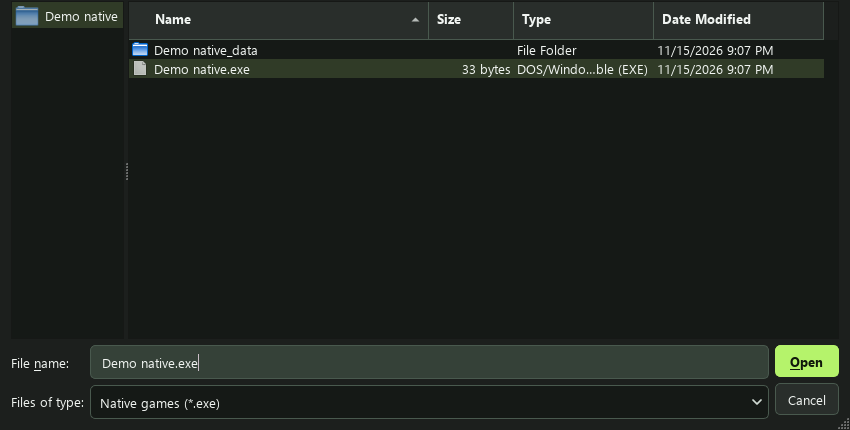 Demo native
Name Size Type Date Modified
Demo native_data File Folder 11/15/2026 9:07 PM
Demo native.exe 33 bytes DOS/Windo...ble (EXE) 11/15/2026 9:07 PM
File name: Demo native.exe Open
Files of type: Native games (*.exe) Cancel